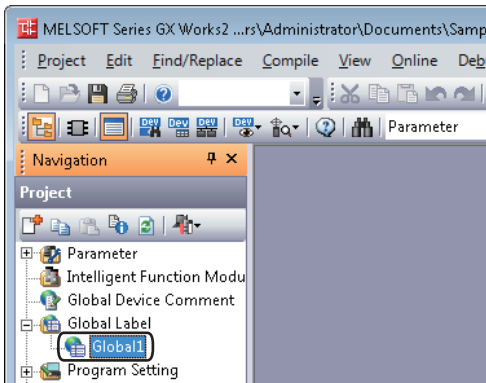 MELSOFT Series GX Works2 ...rs\Administrator\Documents\Samp
Project Edit Find/Replace Compile View Online Deb
Parameter
Navigation
Project
Parameter
Intelligent Function Modu
Global Device Comment
Global Label
Global1
Program Setting